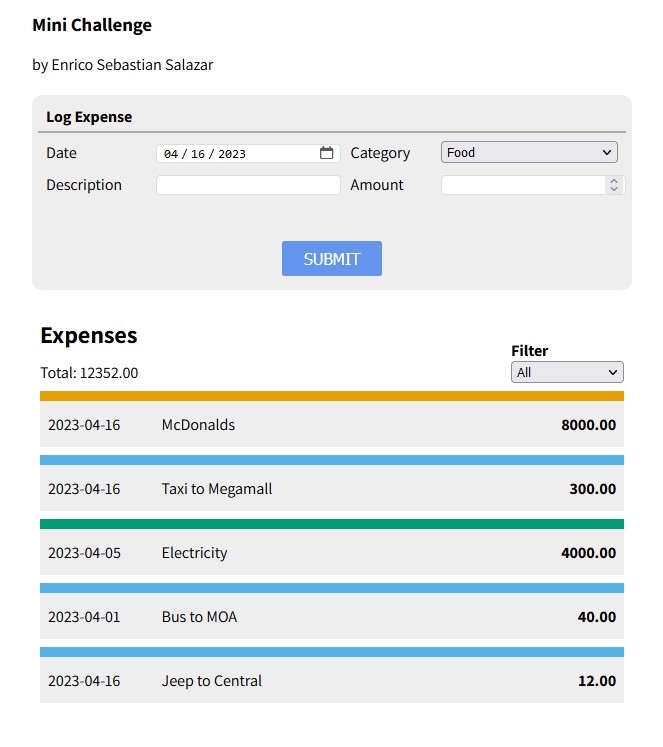 Mini Challenge
by Enrico Sebastian Salazar
Log Expense
Date 04 / 16 / 2023 Category Food
Description Amount
SUBMIT
Expenses
Filter
Total: 12352.00 All
2023-04-16 McDonalds 8000.00
2023-04-16 Taxi to Megamall 300.00
2023-04-05 Electricity 4000.00
2023-04-01 Bus to MOA 40.00
2023-04-16 Jeep to Central 12.00